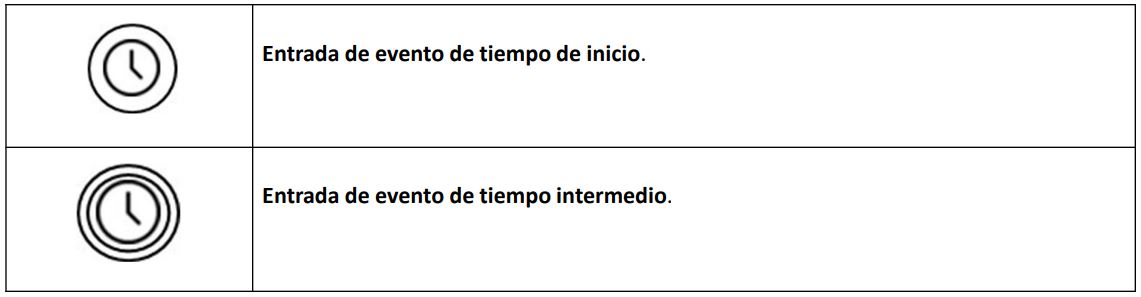 Entrada de evento de tiempo de inicio.
Entrada de evento de tiempo intermedio.